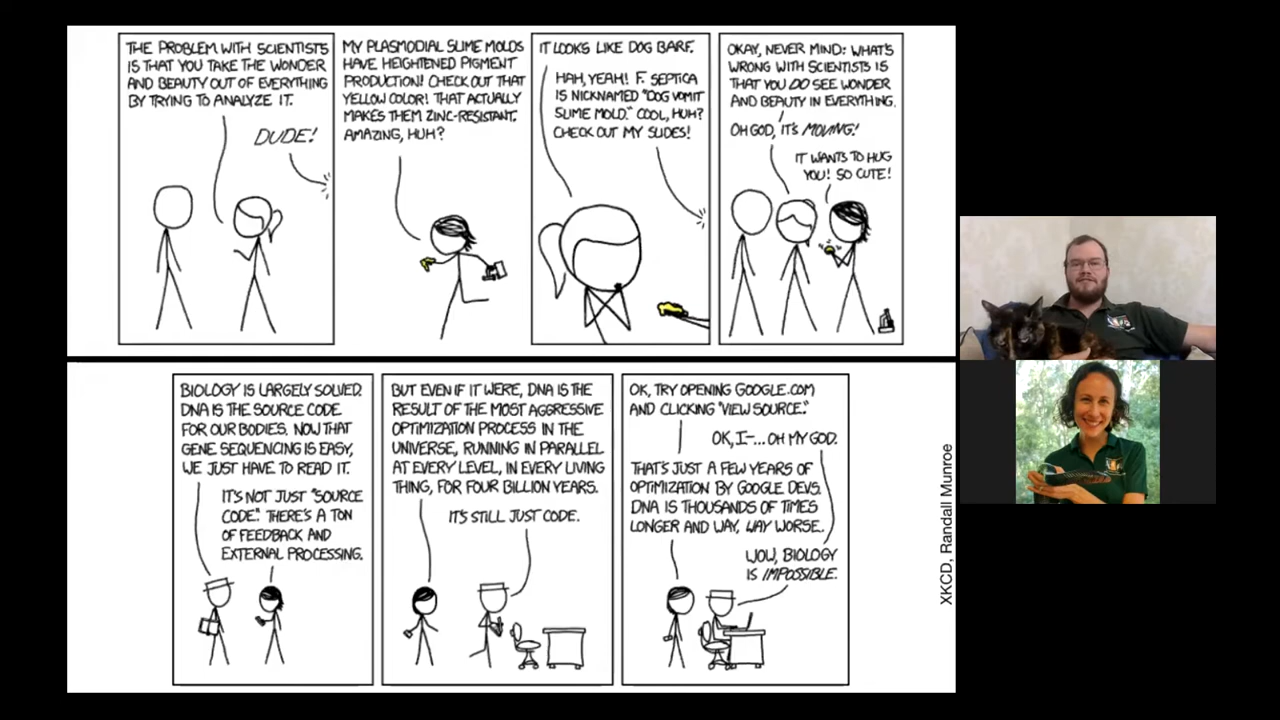 THE PROBLEM WITH SCIENTISTS
IS THAT YOU TAKE THE WONDER
AND BEAUTY OUT OF EVERYTHING
BY TRYING TO ANALYZE IT.
DUDE!
MY PLASMODIAL SLIME MOLDS
HAVE HEIGHTENED PIGMENT
PRODUCTION! CHECK OUT THAT
YELLOW COLOR! THAT ACTUALLY
MAKES THEM ZINC-RESISTANT.
AMAZING, HUH?
IT LOOKS LIKE DOG BARF.
HAH, YEAH! F. SEPTICA
IS NICKNAMED "DOG VOMIT
SLIME MOLD." COOL, HUH?
CHECK OUT MY SLIDES!
OKAY, NEVER MIND: WHAT'S
WRONG WITH SCIENTISTS IS
THAT YOU DO SEE WONDER
AND BEAUTY IN EVERYTHING.
OH GOD, IT'S MOVING!
IT WANTS TO HUG
YOU! SO CUTE!
BIOLOGY IS LARGELY SOLVED.
DNA IS THE SOURCE CODE
FOR OUR BODIES. NOW THAT
GENE SEQUENCING IS EASY,
WE JUST HAVE TO READ IT.
IT'S NOT JUST "SOURCE
CODE". THERE'S A TON
OF FEEDBACK AND
EXTERNAL PROCESSING.
BUT EVEN IF IT WERE, DNA IS THE
RESULT OF THE MOST AGGRESSIVE
OPTIMIZATION PROCESS IN THE
UNIVERSE, RUNNING IN PARALLEL
AT EVERY LEVEL, IN EVERY LIVING
THING, FOR FOUR BILLION YEARS.
IT'S STILL JUST CODE.
OK, TRY OPENING GOOGLE.COM
AND CLICKING "VIEW SOURCE."
OK, I-... OH MY GOD.
THAT'S JUST A FEW YEARS OF
OPTIMIZATION BY GOOGLE DEVS.
DNA IS THOUSANDS OF TIMES
LONGER AND WAY, WAY WORSE.
WOW, BIOLOGY
IS IMPOSSIBLE.
XKCD, Randall Munroe